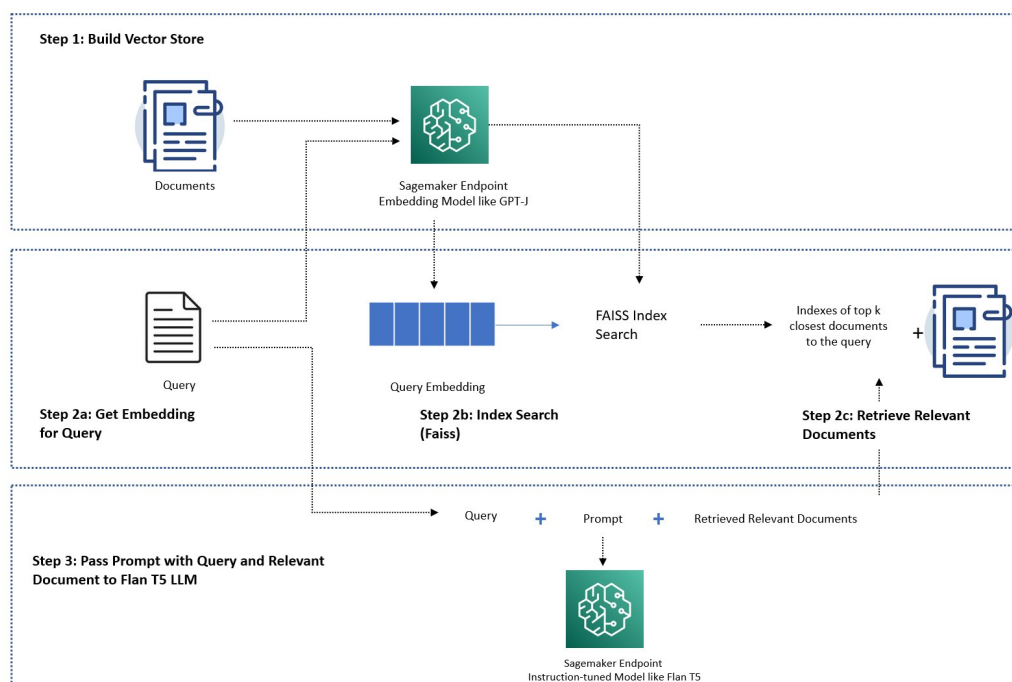 Step 1: Build Vector Store
Documents
Sagemaker Endpoint
Embedding Model like GPT-J
Query
Step 2a: Get Embedding
for Query
Query Embedding
Step 2b: Index Search
(Faiss)
FAISS Index
Search
Indexes of top k
closest documents
to the query
+
Step 2c: Retrieve Relevant
Documents
Query + Prompt + Retrieved Relevant Documents
Step 3: Pass Prompt with Query and Relevant
Document to Flan T5 LLM
Sagemaker Endpoint
Instruction-tuned Model like Flan T5